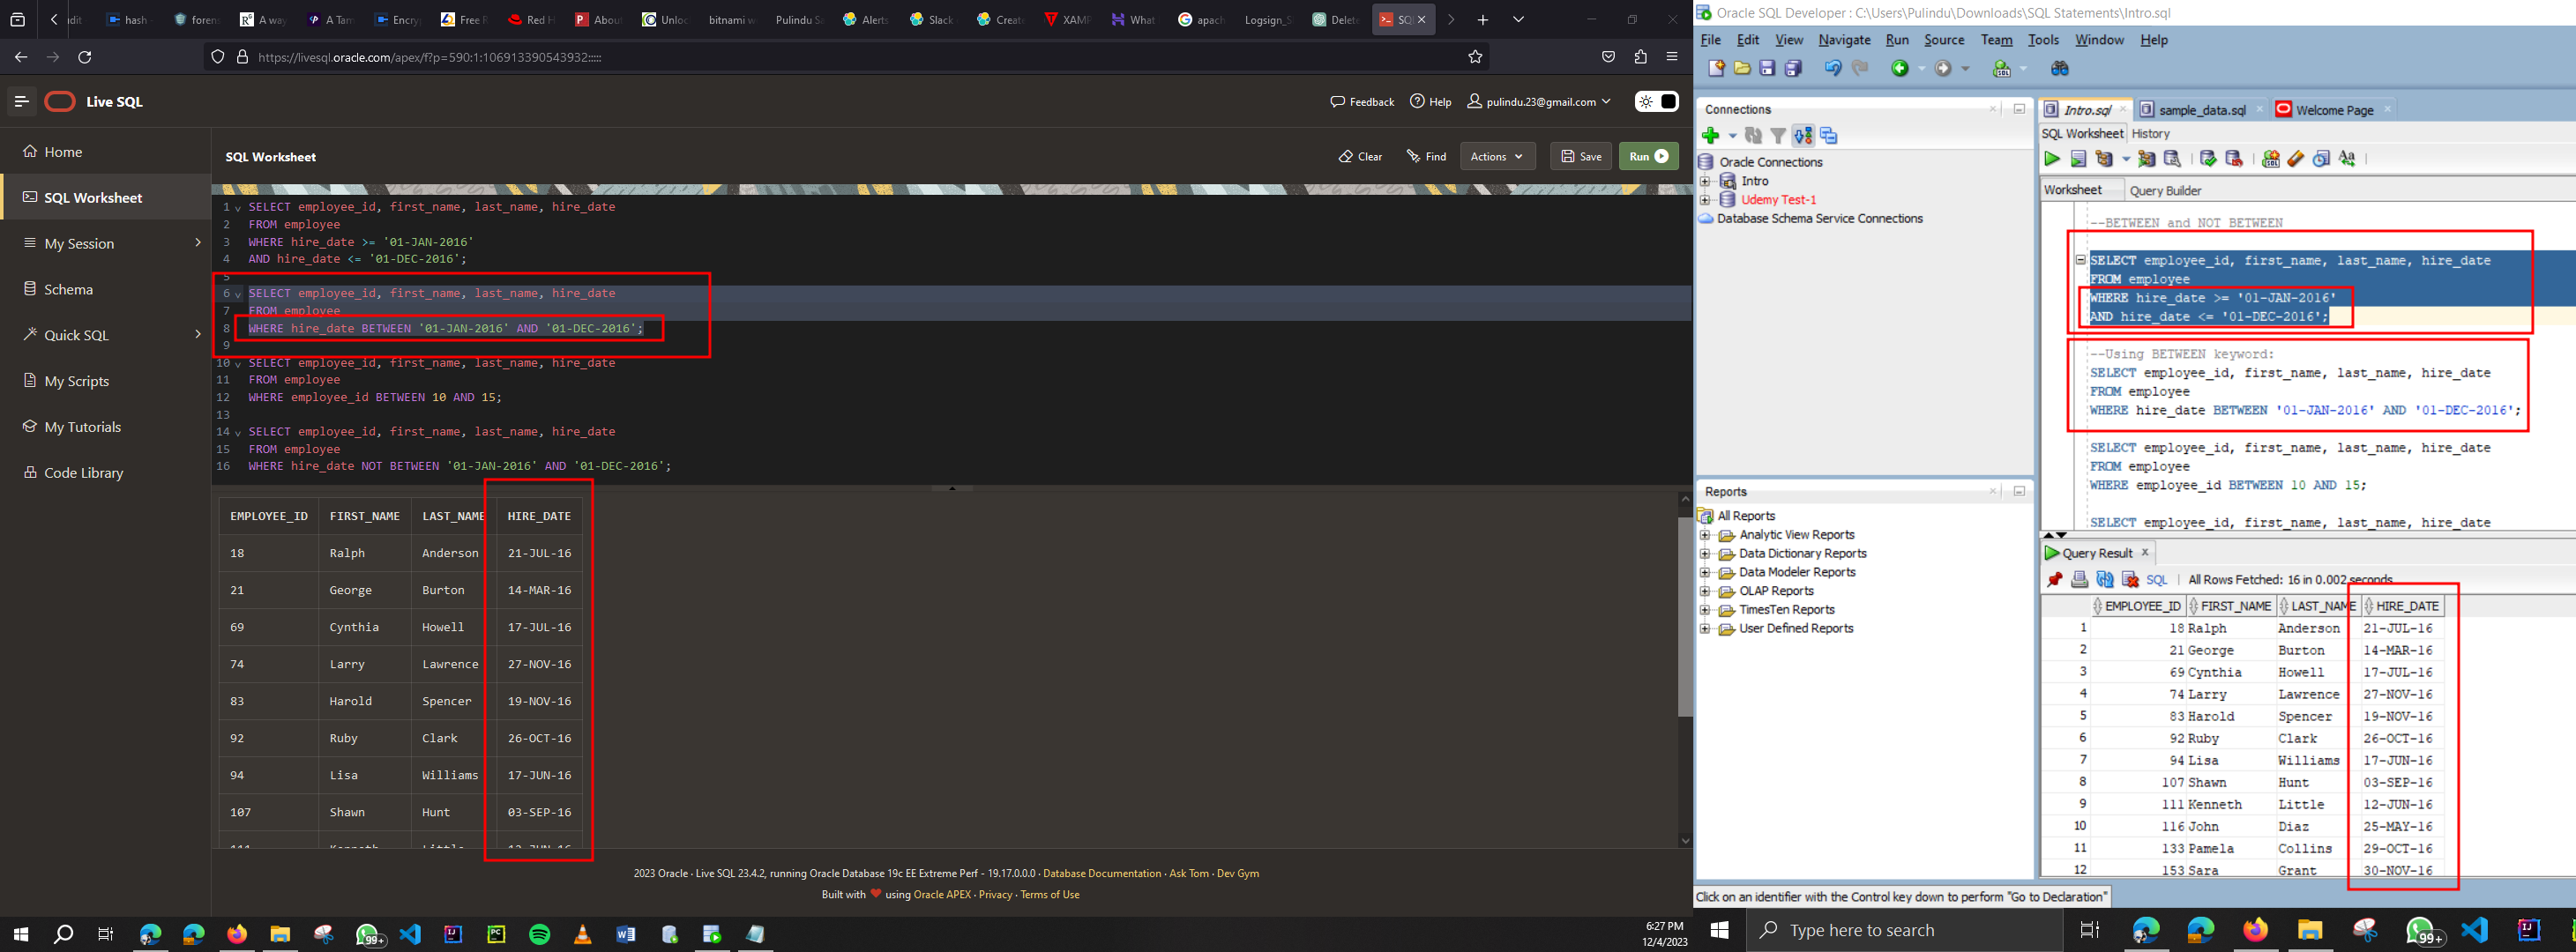 hash
foren
A way
A Tam
Encry
Free R
Red H
Abou
Unloc
bitnami w
Pulindu Sa
Alerts
Slack
Create
XAMP
What
apach
Logsign_S
Delete
SQL
https://livesql.oracle.com/apex/f?p=590:1:106913390543932:::::
Live SQL
Feedback
Help
pulindu.23@gmail.com
Home
SQL Worksheet
My Session
Schema
Quick SQL
My Scripts
My Tutorials
Code Library
SQL Worksheet
Clear
Find
Actions
Save
Run
1 SELECT employee_id, first_name, last_name, hire_date
2 FROM employee
3 WHERE hire_date >= '01-JAN-2016'
4 AND hire_date <= '01-DEC-2016';
5
6 SELECT employee_id, first_name, last_name, hire_date
7 FROM employee
8 WHERE hire_date BETWEEN '01-JAN-2016' AND '01-DEC-2016';
9
10 SELECT employee_id, first_name, last_name, hire_date
11 FROM employee
12 WHERE employee_id BETWEEN 10 AND 15;
13
14 SELECT employee_id, first_name, last_name, hire_date
15 FROM employee
16 WHERE hire_date NOT BETWEEN '01-JAN-2016' AND '01-DEC-2016';
EMPLOYEE_ID FIRST_NAME LAST_NAME HIRE_DATE
18 Ralph Anderson 21-JUL-16
21 George Burton 14-MAR-16
69 Cynthia Howell 17-JUL-16
74 Larry Lawrence 27-NOV-16
83 Harold Spencer 19-NOV-16
92 Ruby Clark 26-OCT-16
94 Lisa Williams 17-JUN-16
107 Shawn Hunt 03-SEP-16
111 Kenneth Little 12-JUN-16
2023 Oracle · Live SQL 23.4.2, running Oracle Database 19c EE Extreme Perf - 19.17.0.0.0 · Database Documentation · Ask Tom · Dev Gym
Built with ❤ using Oracle APEX · Privacy · Terms of Use
99+
6:27 PM
12/4/2023
Oracle SQL Developer : C:\Users\Pulindu\Downloads\SQL Statements\Intro.sql
File Edit View Navigate Run Source Team Tools Window Help
Connections
Oracle Connections
Intro
Udemy Test-1
Database Schema Service Connections
Reports
All Reports
Analytic View Reports
Data Dictionary Reports
Data Modeler Reports
OLAP Reports
TimesTen Reports
User Defined Reports
Intro.sql
sample_data.sql
Welcome Page
SQL Worksheet History
Worksheet Query Builder
--BETWEEN and NOT BETWEEN
SELECT employee_id, first_name, last_name, hire_date
FROM employee
WHERE hire_date >= '01-JAN-2016'
AND hire_date <= '01-DEC-2016';
--Using BETWEEN keyword:
SELECT employee_id, first_name, last_name, hire_date
FROM employee
WHERE hire_date BETWEEN '01-JAN-2016' AND '01-DEC-2016';
SELECT employee_id, first_name, last_name, hire_date
FROM employee
WHERE employee_id BETWEEN 10 AND 15;
SELECT employee_id, first_name, last_name, hire_date
Query Result
SQL | All Rows Fetched: 16 in 0.002 seconds
EMPLOYEE_ID FIRST_NAME LAST_NAME HIRE_DATE
1 18 Ralph Anderson 21-JUL-16
2 21 George Burton 14-MAR-16
3 69 Cynthia Howell 17-JUL-16
4 74 Larry Lawrence 27-NOV-16
5 83 Harold Spencer 19-NOV-16
6 92 Ruby Clark 26-OCT-16
7 94 Lisa Williams 17-JUN-16
8 107 Shawn Hunt 03-SEP-16
9 111 Kenneth Little 12-JUN-16
10 116 John Diaz 25-MAY-16
11 133 Pamela Collins 29-OCT-16
12 153 Sara Grant 30-NOV-16
Click on an identifier with the Control key down to perform "Go to Declaration"
Type here to search
99+